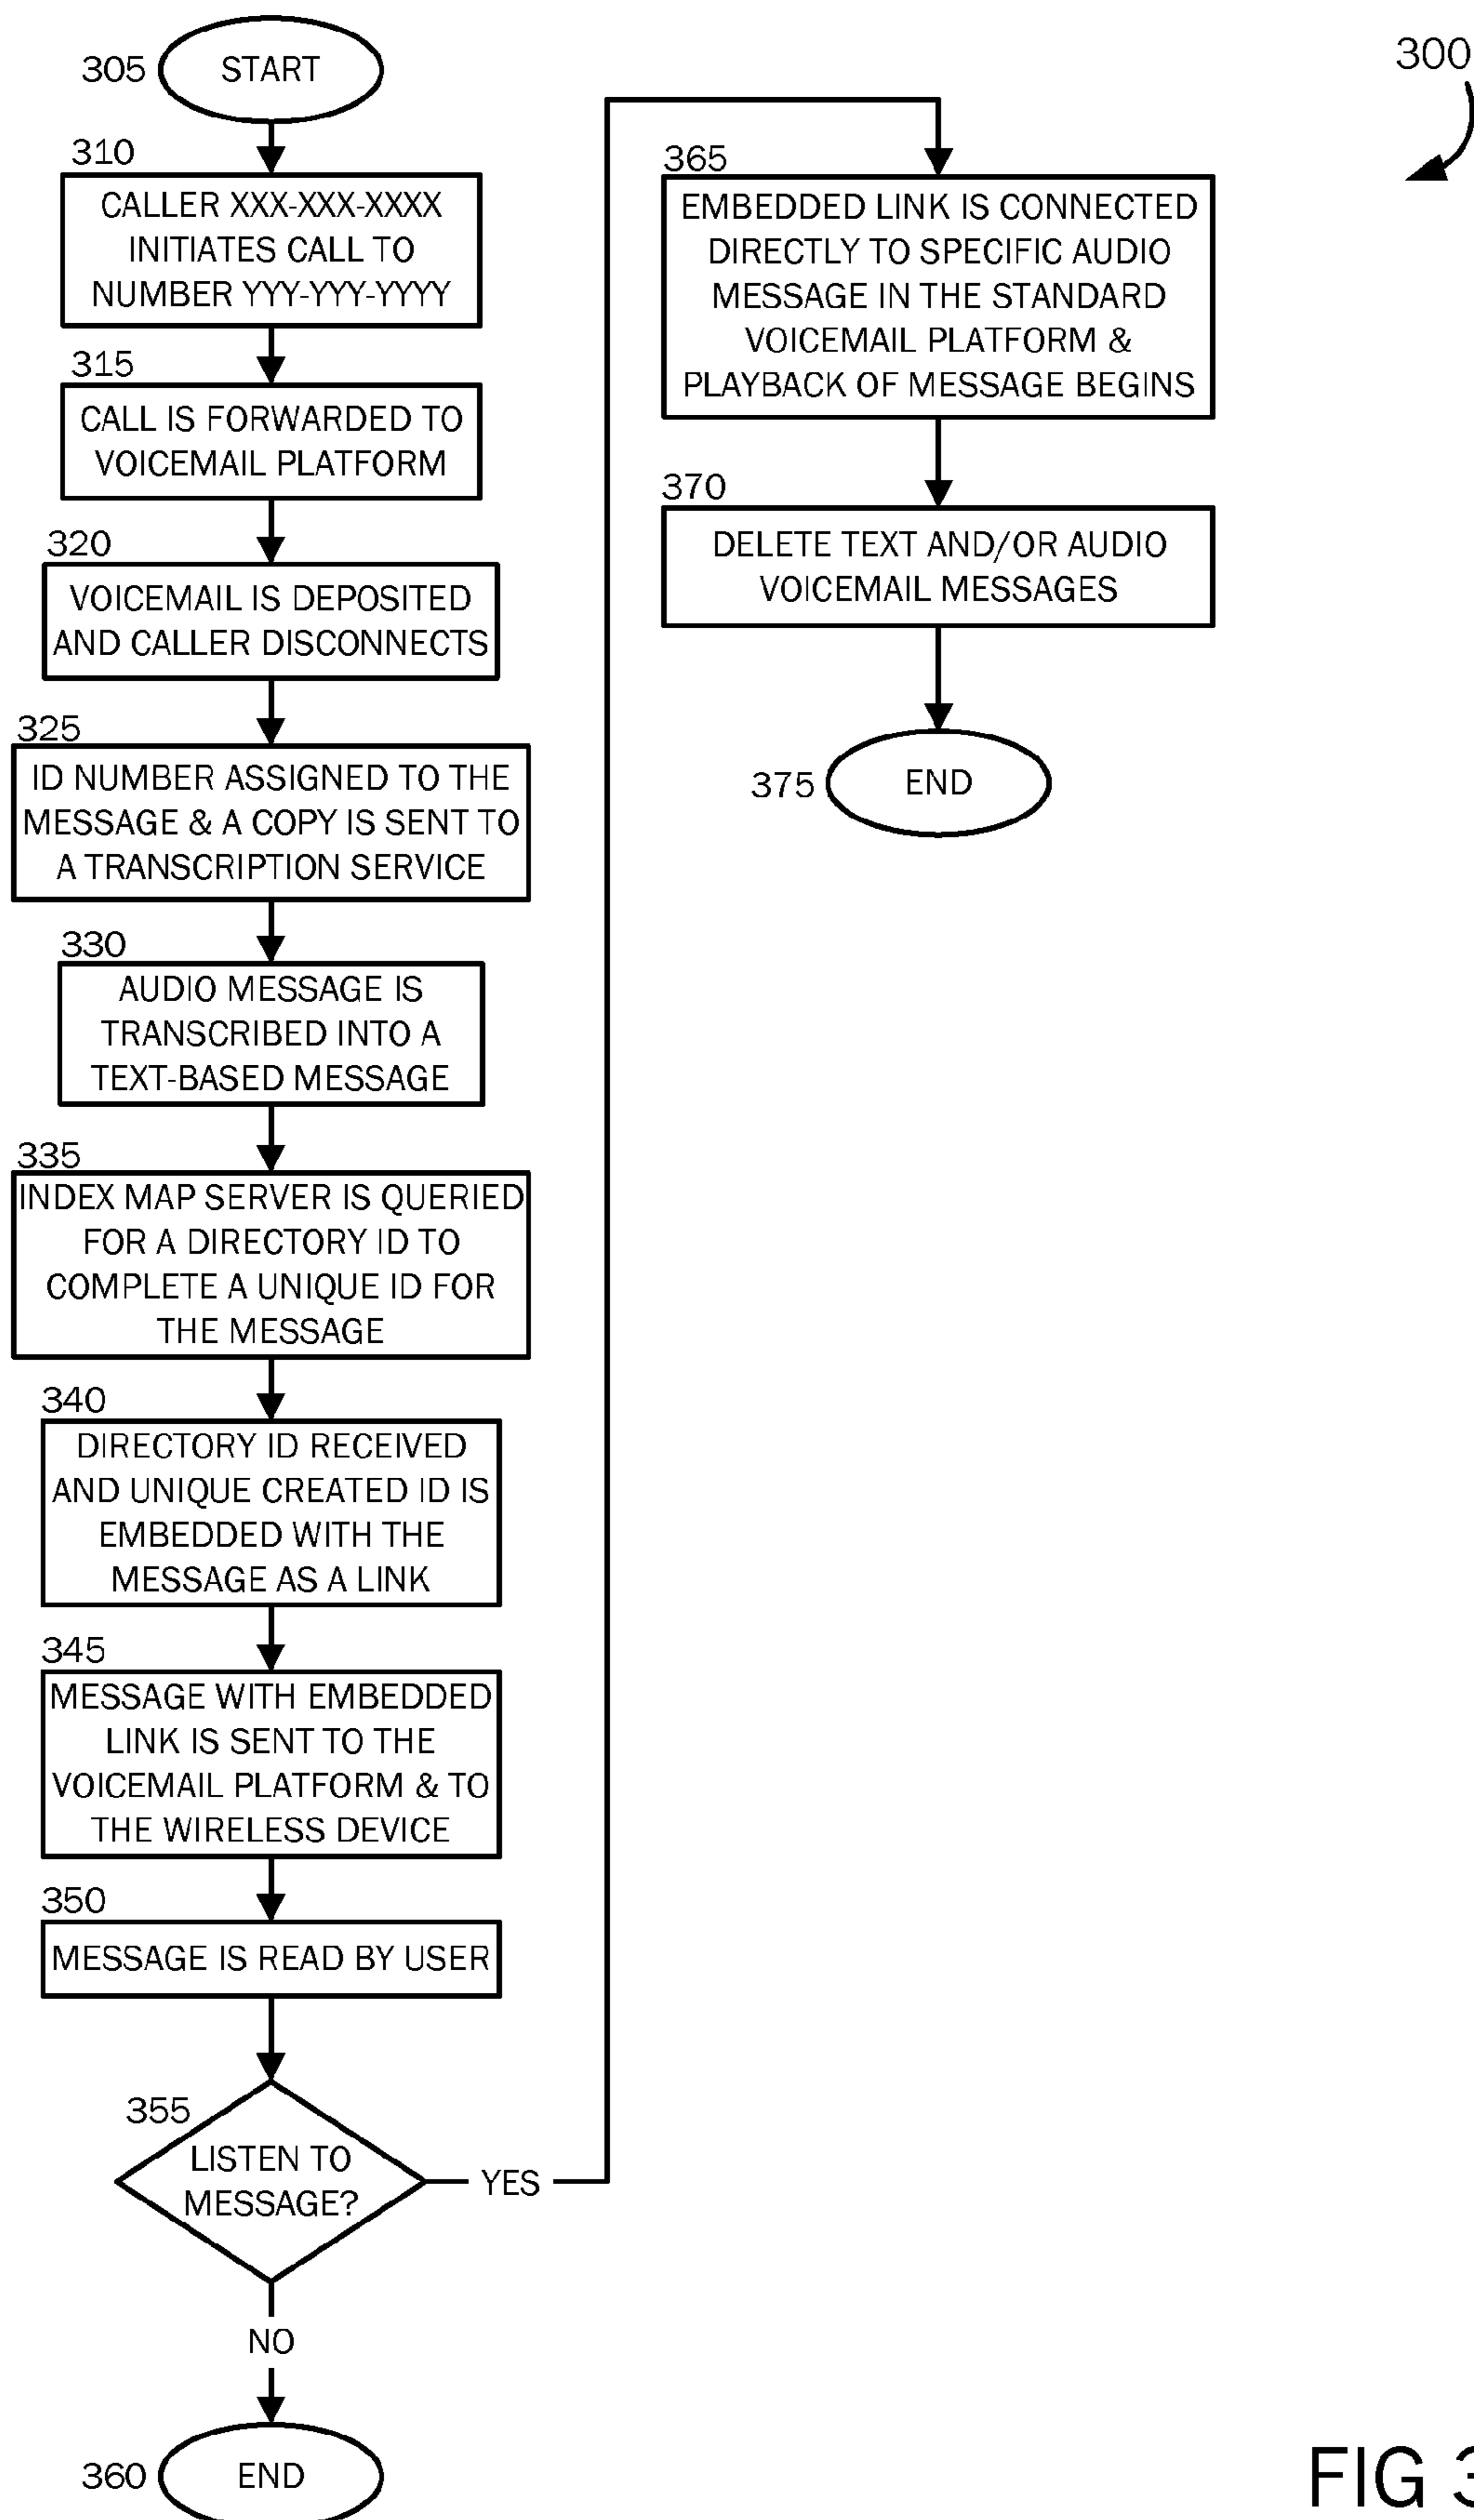 305
START
310
CALLER XXX-XXX-XXXX
INITIATES CALL TO
NUMBER YYY-YYY-YYYY
315
CALL IS FORWARDED TO
VOICEMAIL PLATFORM
320
VOICEMAIL IS DEPOSITED
AND CALLER DISCONNECTS
325
ID NUMBER ASSIGNED TO THE
MESSAGE & A COPY IS SENT TO
A TRANSCRIPTION SERVICE
330
AUDIO MESSAGE IS
TRANSCRIBED INTO A
TEXT-BASED MESSAGE
335
INDEX MAP SERVER IS QUERIED
FOR A DIRECTORY ID TO
COMPLETE A UNIQUE ID FOR
THE MESSAGE
340
DIRECTORY ID RECEIVED
AND UNIQUE CREATED ID IS
EMBEDDED WITH THE
MESSAGE AS A LINK
345
MESSAGE WITH EMBEDDED
LINK IS SENT TO THE
VOICEMAIL PLATFORM & TO
THE WIRELESS DEVICE
350
MESSAGE IS READ BY USER
355
LISTEN TO
MESSAGE?
YES
NO
360
END
300
365
EMBEDDED LINK IS CONNECTED
DIRECTLY TO SPECIFIC AUDIO
MESSAGE IN THE STANDARD
VOICEMAIL PLATFORM &
PLAYBACK OF MESSAGE BEGINS
370
DELETE TEXT AND/OR AUDIO
VOICEMAIL MESSAGES
375
END
FIG 3